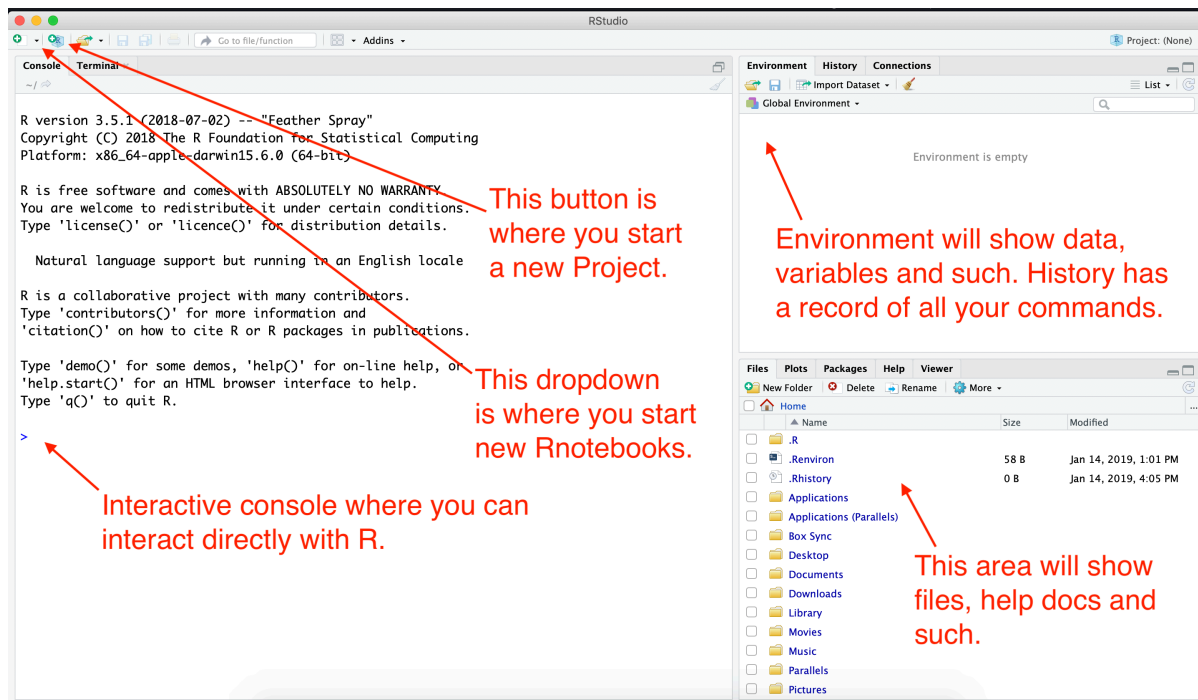 RStudio
Go to file/function
Addins
Project: (None)
Console Terminal
~/
R version 3.5.1 (2018-07-02) -- "Feather Spray"
Copyright (C) 2018 The R Foundation for Statistical Computing
Platform: x86_64-apple-darwin15.6.0 (64-bit)
R is free software and comes with ABSOLUTELY NO WARRANTY.
You are welcome to redistribute it under certain conditions.
Type 'license()' or 'licence()' for distribution details.
Natural language support but running in an English locale
R is a collaborative project with many contributors.
Type 'contributors()' for more information and
'citation()' on how to cite R or R packages in publications.
Type 'demo()' for some demos, 'help()' for on-line help, or
'help.start()' for an HTML browser interface to help.
Type 'q()' to quit R.
>
This button is
where you start
a new Project.
This dropdown
is where you start
new Rnotebooks.
Interactive console where you can
interact directly with R.
Environment History Connections
Import Dataset
List
Global Environment
Environment is empty
Environment will show data,
variables and such. History has
a record of all your commands.
Files Plots Packages Help Viewer
New Folder Delete Rename More
Home
...
Name Size Modified
.R
.Renviron 58 B Jan 14, 2019, 1:01 PM
.Rhistory 0 B Jan 14, 2019, 4:05 PM
Applications
Applications (Parallels)
Box Sync
Desktop
Documents
Downloads
Library
Movies
Music
Parallels
Pictures
This area will show
files, help docs and
such.